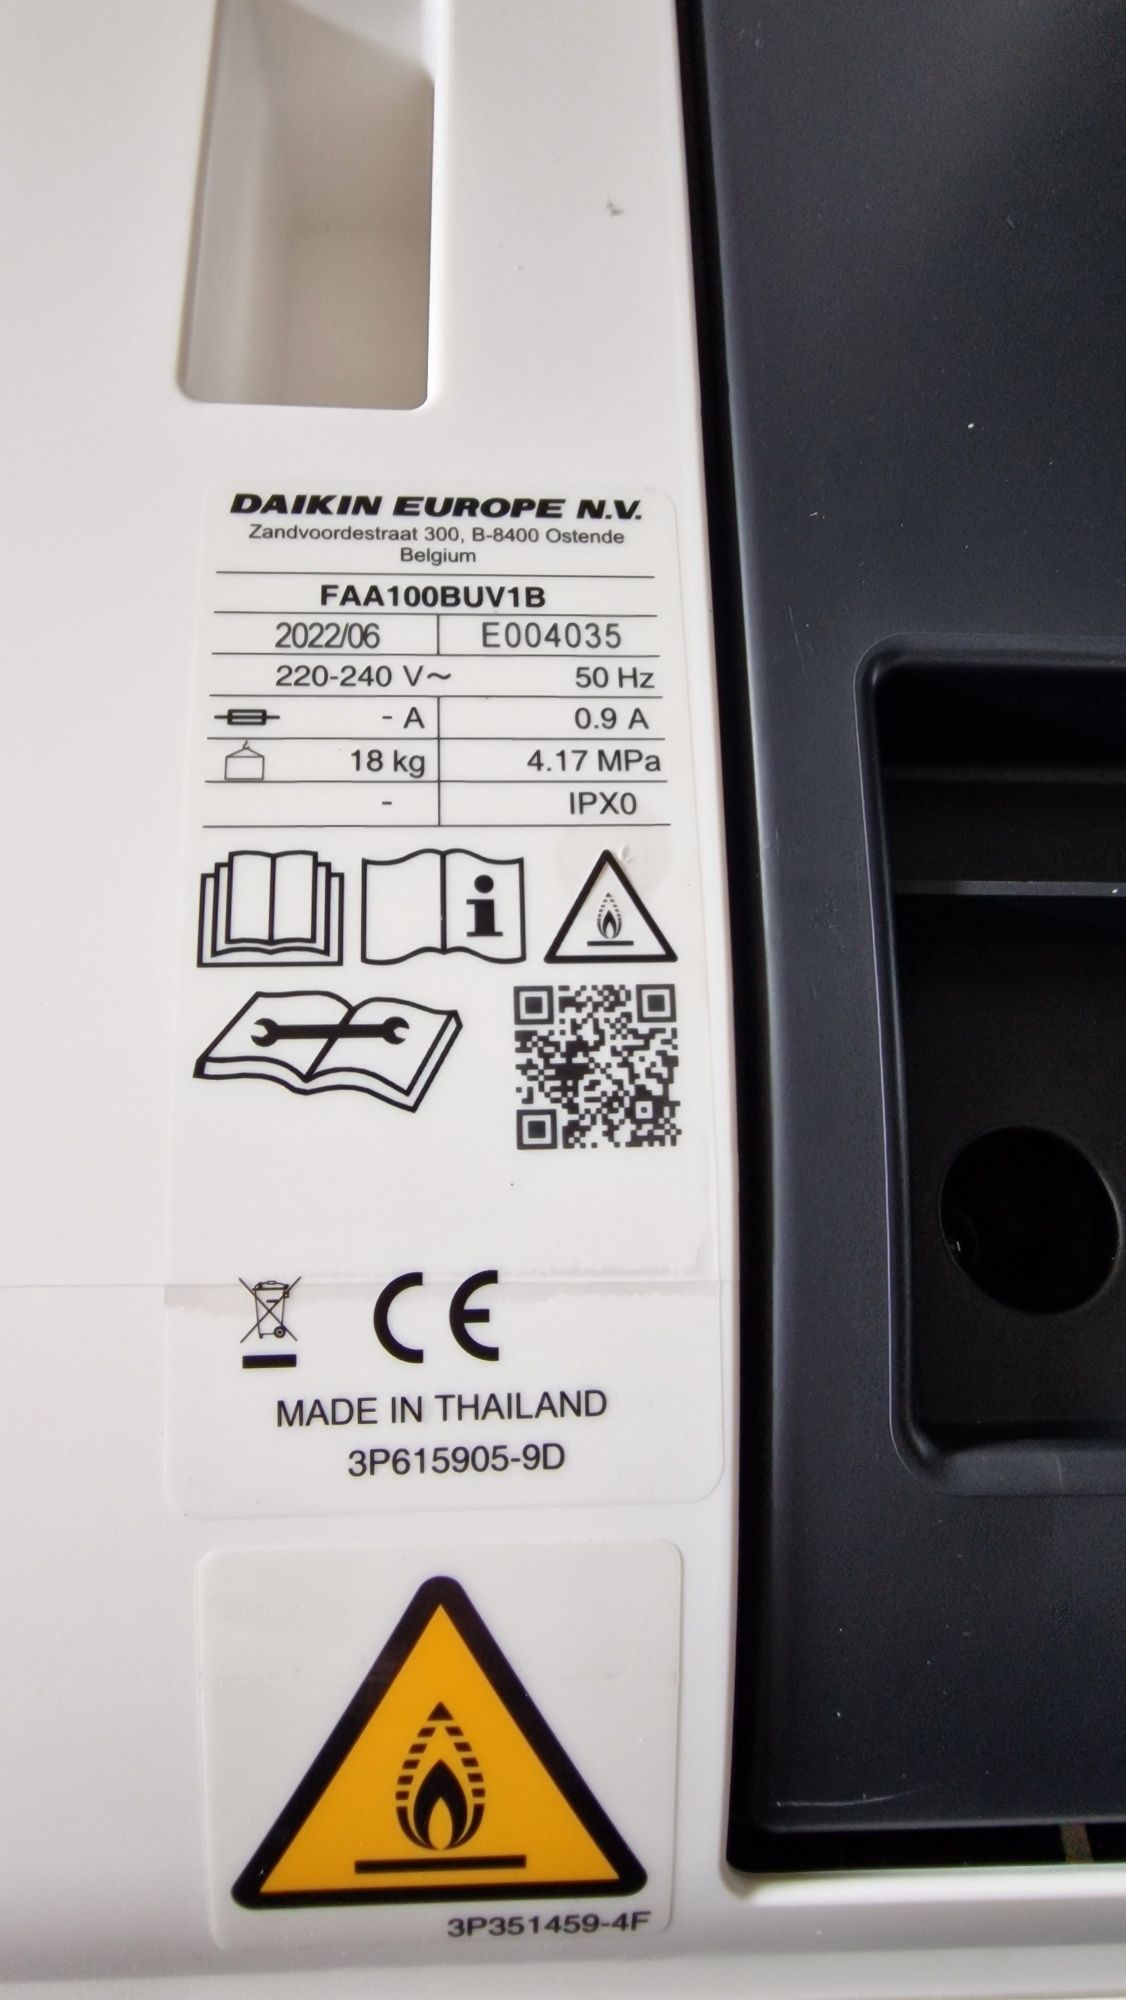 DAIKIN EUROPE N.V.
Zandvoordestraat 300, B-8400 Ostende
Belgium
FAA100BUV1B
2022/06 E004035
220-240 V~ 50 Hz
- A 0.9 A
18 kg 4.17 MPa
- IPX0
CE
MADE IN THAILAND
3P615905-9D
3P351459-4F